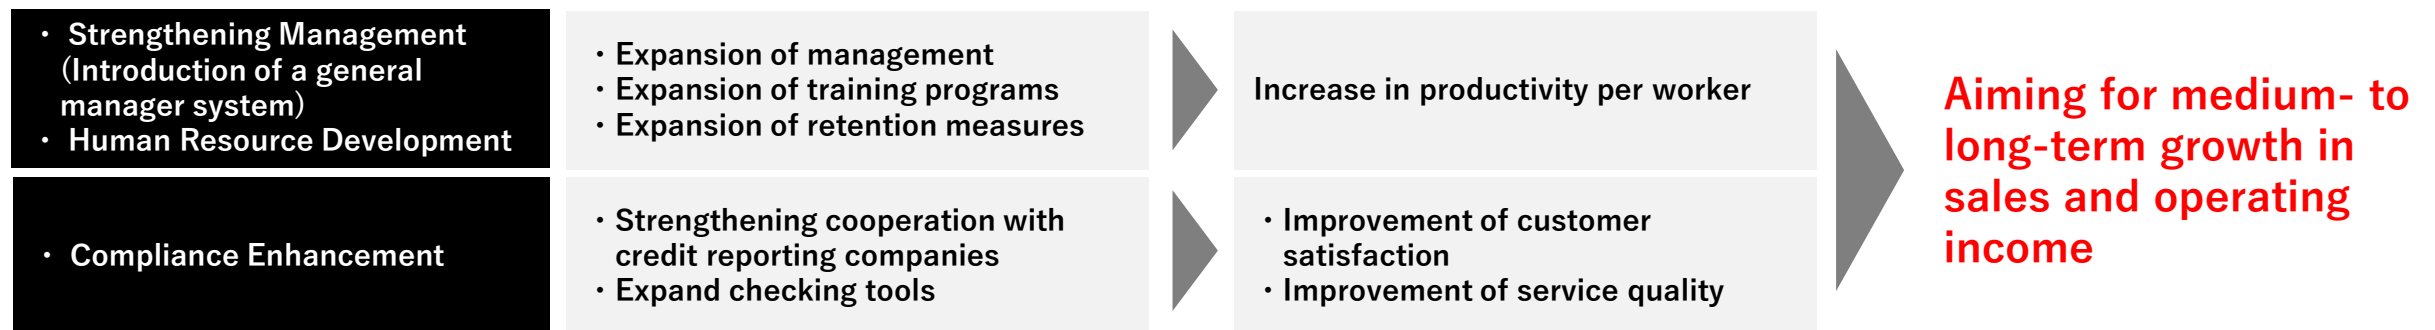 ・ Strengthening Management
(Introduction of a general
manager system)
・ Human Resource Development
・Expansion of management
・Expansion of training programs
・Expansion of retention measures
Increase in productivity per worker
・ Compliance Enhancement
・Strengthening cooperation with
credit reporting companies
・Expand checking tools
・Improvement of customer
satisfaction
・Improvement of service quality
Aiming for medium- to
long-term growth in
sales and operating
income